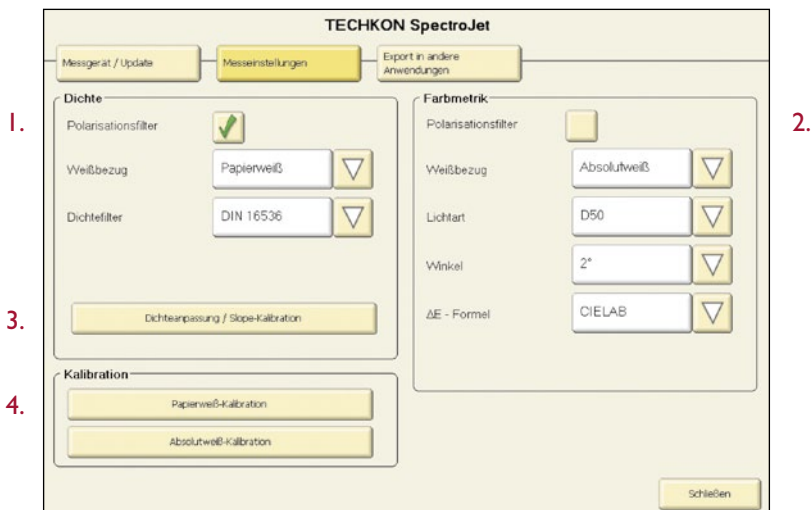 TECHKON SpectroJet
Messgerät / Update
Messeinstellungen
Export in andere
Anwendungen
Dichte
1.
Polarisationsfilter
Weißbezug
Papierweiß
Dichtefilter
DIN 16536
3.
Dichteanpassung / Slope-Kalibration
Farbmetrik
2.
Polarisationsfilter
Weißbezug
Absolutweiß
Lichtart
D50
Winkel
2°
ΔE - Formel
CIELAB
Kalibration
4.
Papierweiß-Kalibration
Absolutweiß-Kalibration
Schließen